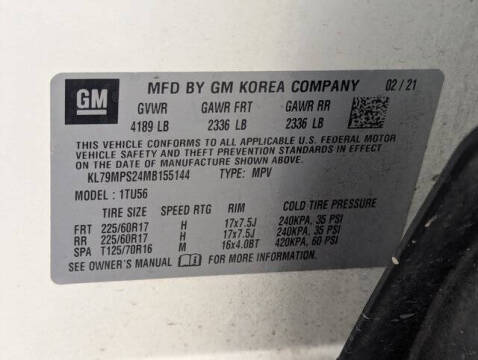 GM
MFD BY GM KOREA COMPANY 02/21
GVWR GAWR FRT GAWR RR
4189 LB 2336 LB 2336 LB
THIS VEHICLE CONFORMS TO ALL APPLICABLE U.S. FEDERAL MOTOR
VEHICLE SAFETY AND THEFT PREVENTION STANDARDS IN EFFECT
ON THE DATE OF MANUFACTURE SHOWN ABOVE.
KL79MPS24MB155144 TYPE: MPV
MODEL: 1TU56
TIRE SIZE SPEED RTG RIM COLD TIRE PRESSURE
FRT 225/60R17 H 17x7.5J 240KPA, 35 PSI
RR 225/60R17 H 17x7.5J 240KPA, 35 PSI
SPA T125/70R16 M 16x4.0BT 420KPA, 60 PSI
SEE OWNER'S MANUAL FOR MORE INFORMATION.